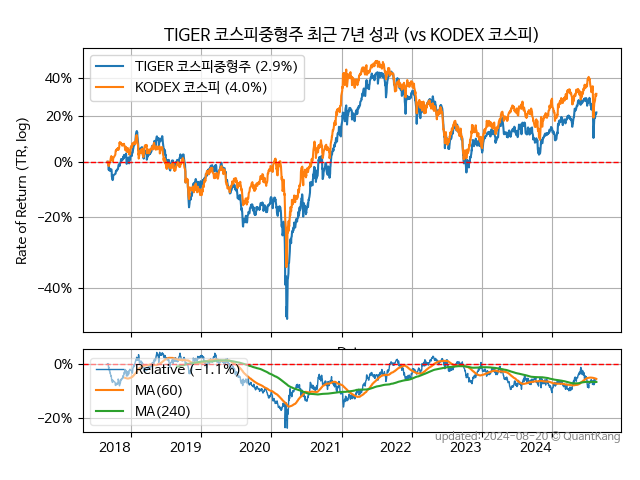 TIGER 코스피중형주 최근 7년 성과 (vs KODEX 코스피)
Rate of Return (TR, log)
40%
20%
0%
−20%
−40%
TIGER 코스피중형주 (2.9%)
KODEX 코스피 (4.0%)
0%
−20%
Relative (−1.1%)
MA(60)
MA(240)
2018 2019 2020 2021 2022 2023 2024
updated: 2024-08-20 © QuantKang